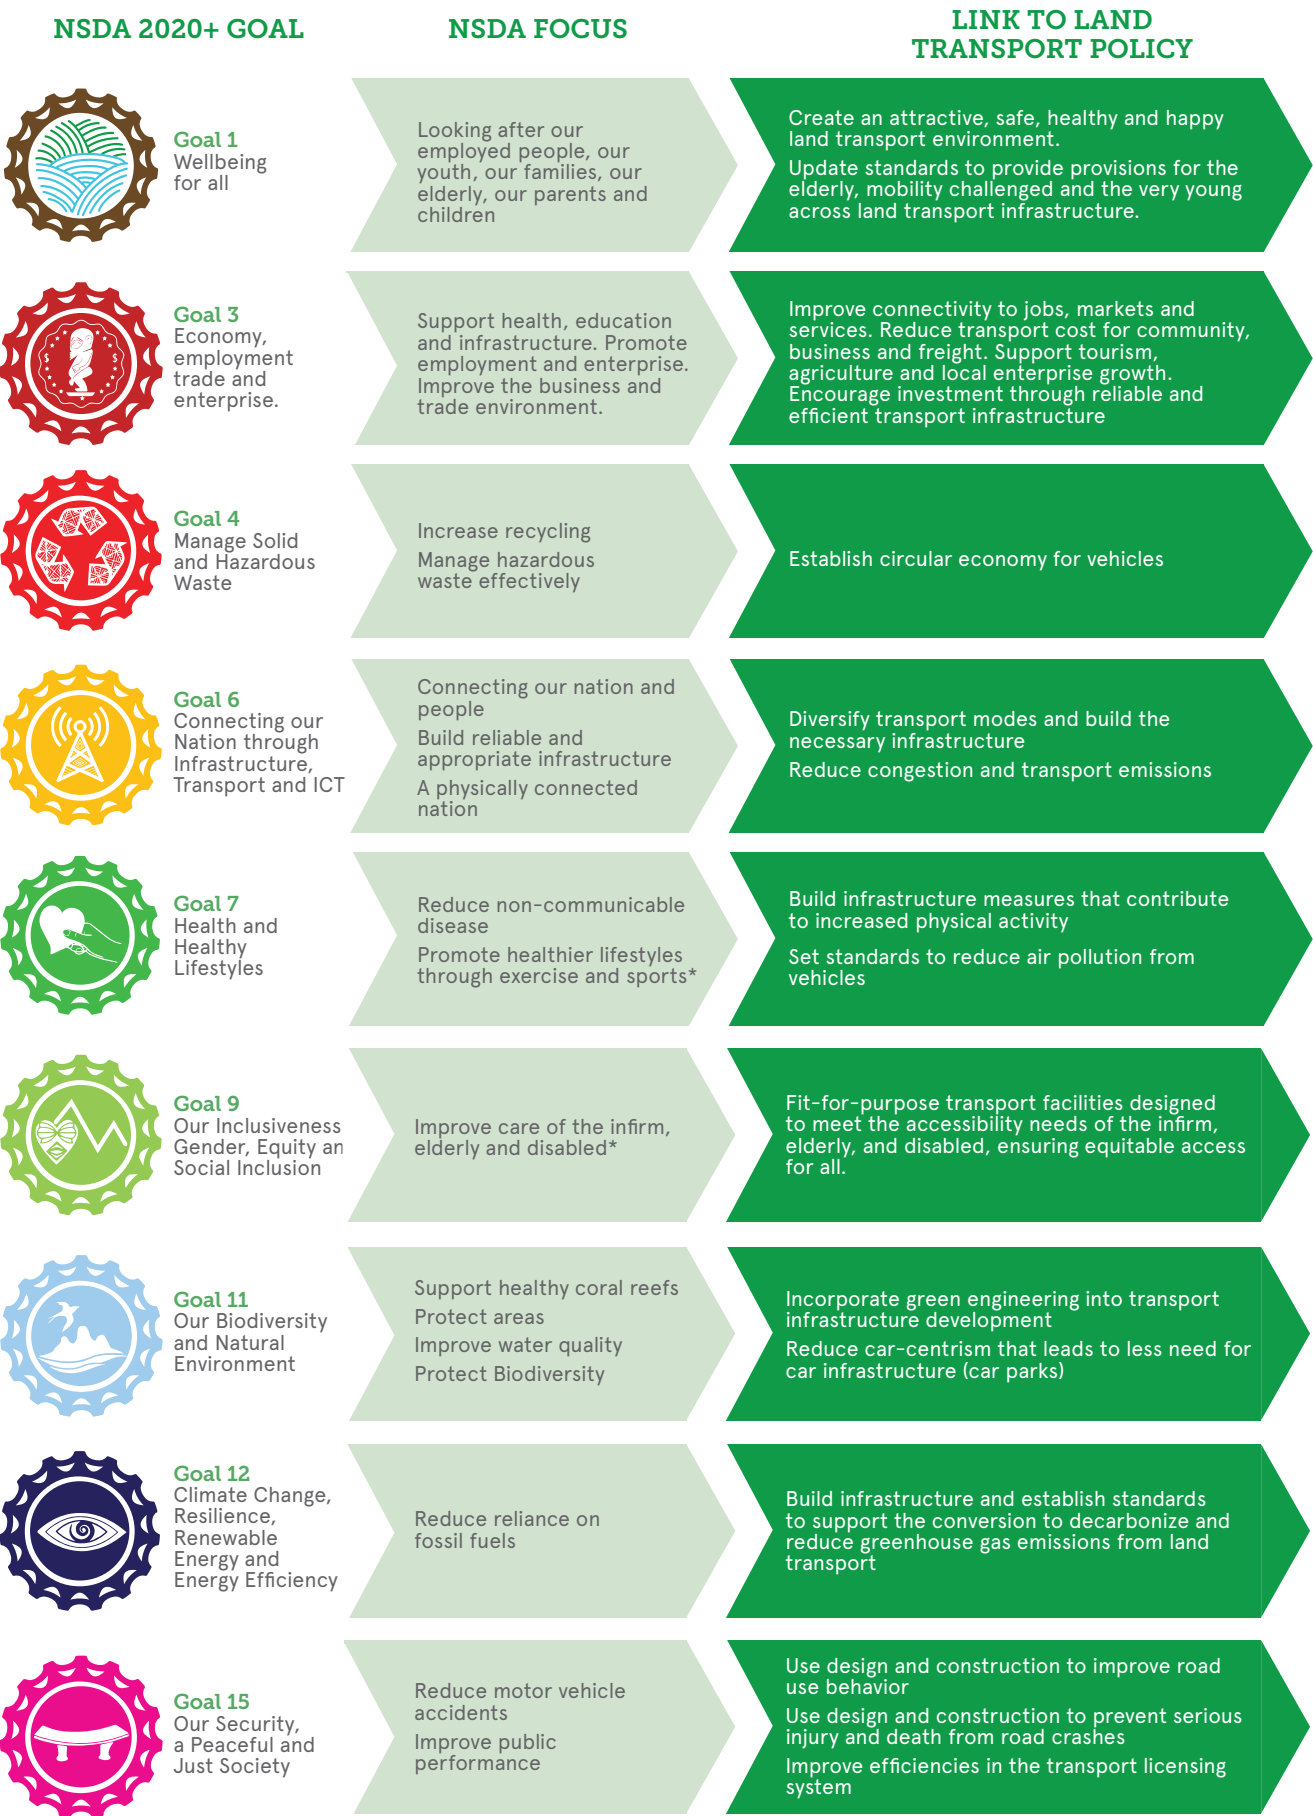 NSDA 2020+ GOAL
NSDA FOCUS
LINK TO LAND
TRANSPORT POLICY
Goal 1
Wellbeing
for all
Looking after our
employed people, our
youth, our families, our
elderly, our parents and
children
Create an attractive, safe, healthy and happy
land transport environment.
Update standards to provide provisions for the
elderly, mobility challenged and the very young
across land transport infrastructure.
Goal 3
Economy,
employment
trade and
enterprise.
Support health, education
and infrastructure. Promote
employment and enterprise.
Improve the business and
trade environment.
Improve connectivity to jobs, markets and
services. Reduce transport cost for community,
business and freight. Support tourism,
agriculture and local enterprise growth.
Encourage investment through reliable and
efficient transport infrastructure
Goal 4
Manage Solid
and Hazardous
Waste
Increase recycling
Manage hazardous
waste effectively
Establish circular economy for vehicles
Goal 6
Connecting our
Nation through
Infrastructure,
Transport and ICT
Connecting our nation and
people
Build reliable and
appropriate infrastructure
A physically connected
nation
Diversify transport modes and build the
necessary infrastructure
Reduce congestion and transport emissions
Goal 7
Health and
Healthy
Lifestyles
Reduce non-communicable
disease
Promote healthier lifestyles
through exercise and sports*
Build infrastructure measures that contribute
to increased physical activity
Set standards to reduce air pollution from
vehicles
Goal 9
Our Inclusiveness
Gender, Equity an
Social Inclusion
Improve care of the infirm,
elderly and disabled*
Fit-for-purpose transport facilities designed
to meet the accessibility needs of the infirm,
elderly, and disabled, ensuring equitable access
for all.
Goal 11
Our Biodiversity
and Natural
Environment
Support healthy coral reefs
Protect areas
Improve water quality
Protect Biodiversity
Incorporate green engineering into transport
infrastructure development
Reduce car-centrism that leads to less need for
car infrastructure (car parks)
Goal 12
Climate Change,
Resilience,
Renewable
Energy and
Energy Efficiency
Reduce reliance on
fossil fuels
Build infrastructure and establish standards
to support the conversion to decarbonize and
reduce greenhouse gas emissions from land
transport
Goal 15
Our Security,
a Peaceful and
Just Society
Reduce motor vehicle
accidents
Improve public
performance
Use design and construction to improve road
use behavior
Use design and construction to prevent serious
injury and death from road crashes
Improve efficiencies in the transport licensing
system